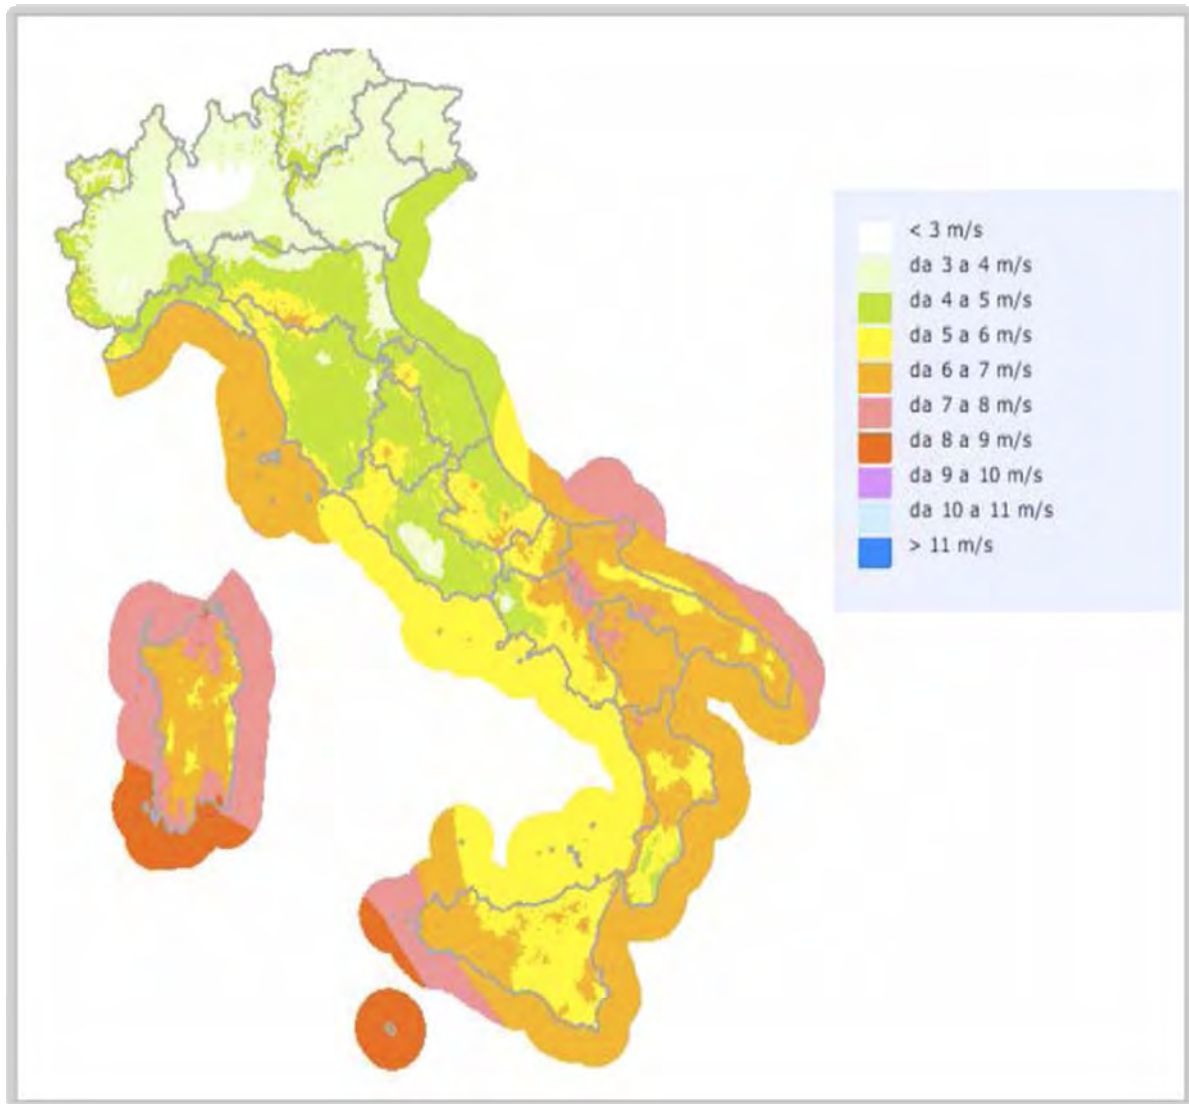 < 3 m/s
da 3 a 4 m/s
da 4 a 5 m/s
da 5 a 6 m/s
da 6 a 7 m/s
da 7 a 8 m/s
da 8 a 9 m/s
da 9 a 10 m/s
da 10 a 11 m/s
> 11 m/s